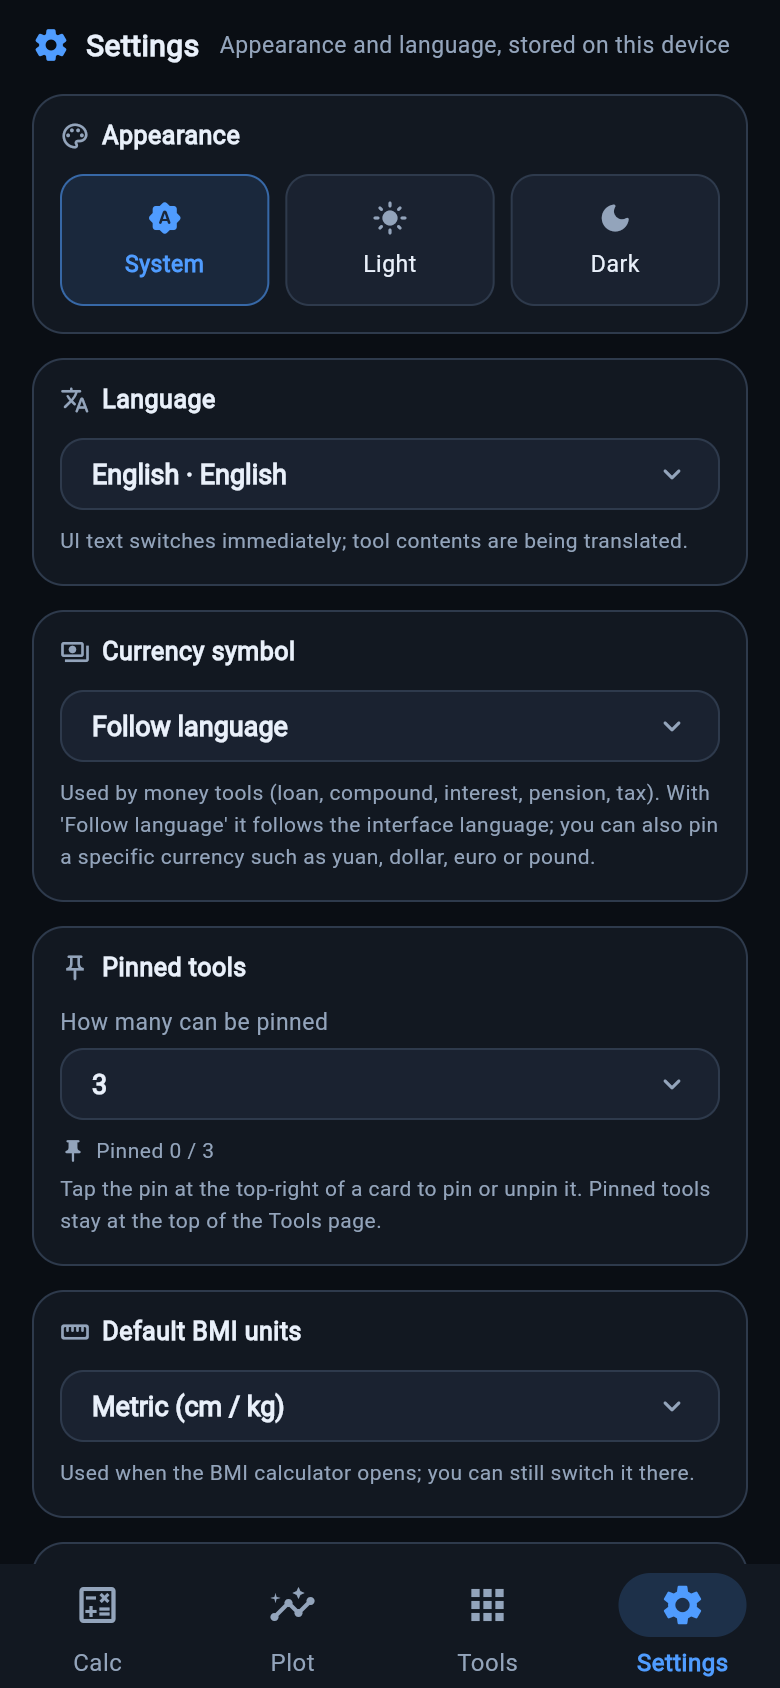 Settings Appearance and language, stored on this device
Appearance
A
System
Light
Dark
Language
English · English
UI text switches immediately; tool contents are being translated.
Currency symbol
Follow language
Used by money tools (loan, compound, interest, pension, tax). With
'Follow language' it follows the interface language; you can also pin
a specific currency such as yuan, dollar, euro or pound.
Pinned tools
How many can be pinned
3
Pinned 0 / 3
Tap the pin at the top-right of a card to pin or unpin it. Pinned tools
stay at the top of the Tools page.
Default BMI units
Metric (cm / kg)
Used when the BMI calculator opens; you can still switch it there.
Calc
Plot
Tools
Settings